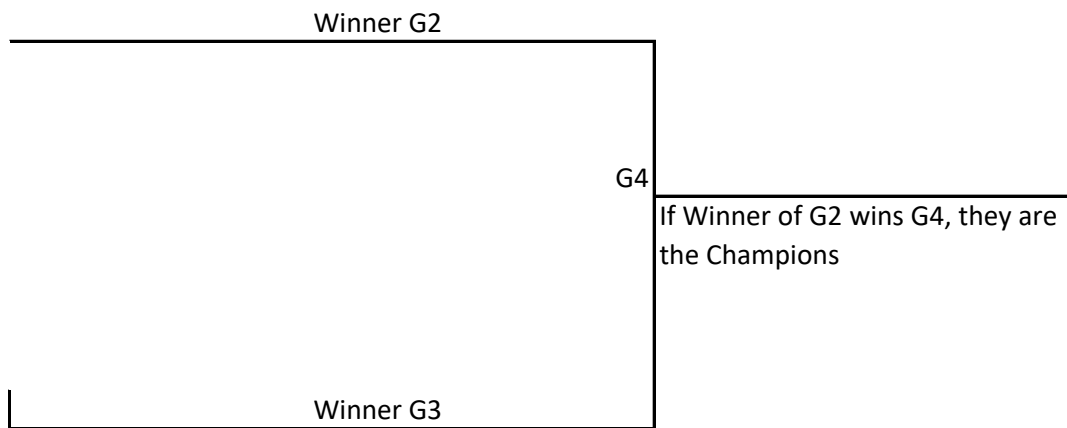 Winner G2
G4
If Winner of G2 wins G4, they are
the Champions
Winner G3